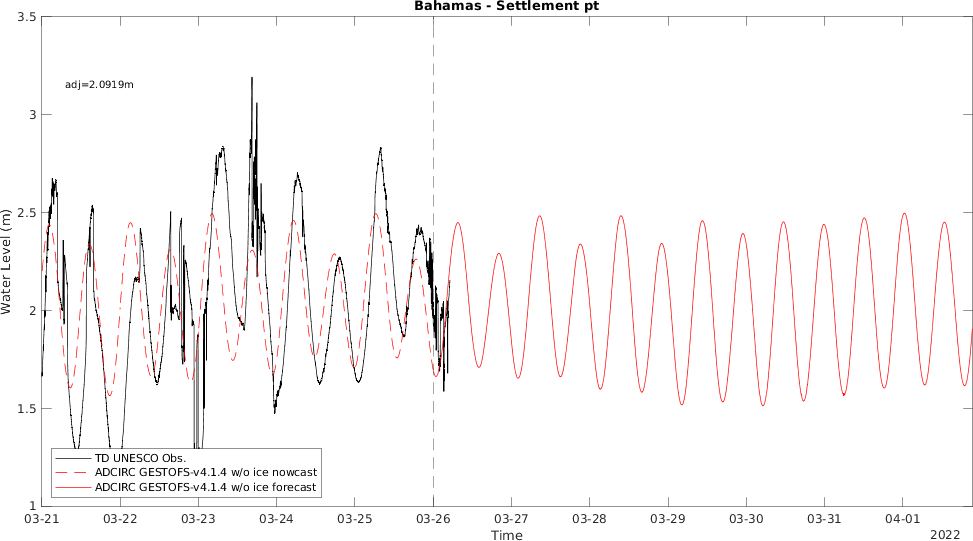 Bahamas - Settlement pt
3.5
adj=2.0919m
3
2.5
Water Level (m)
2
1.5
TD UNESCO Obs.
ADCIRC GESTOFS-v4.1.4 w/o ice nowcast
ADCIRC GESTOFS-v4.1.4 w/o ice forecast
1
03-21 03-22 03-23 03-24 03-25 03-26 03-27 03-28 03-29 03-30 03-31 04-01
Time 2022